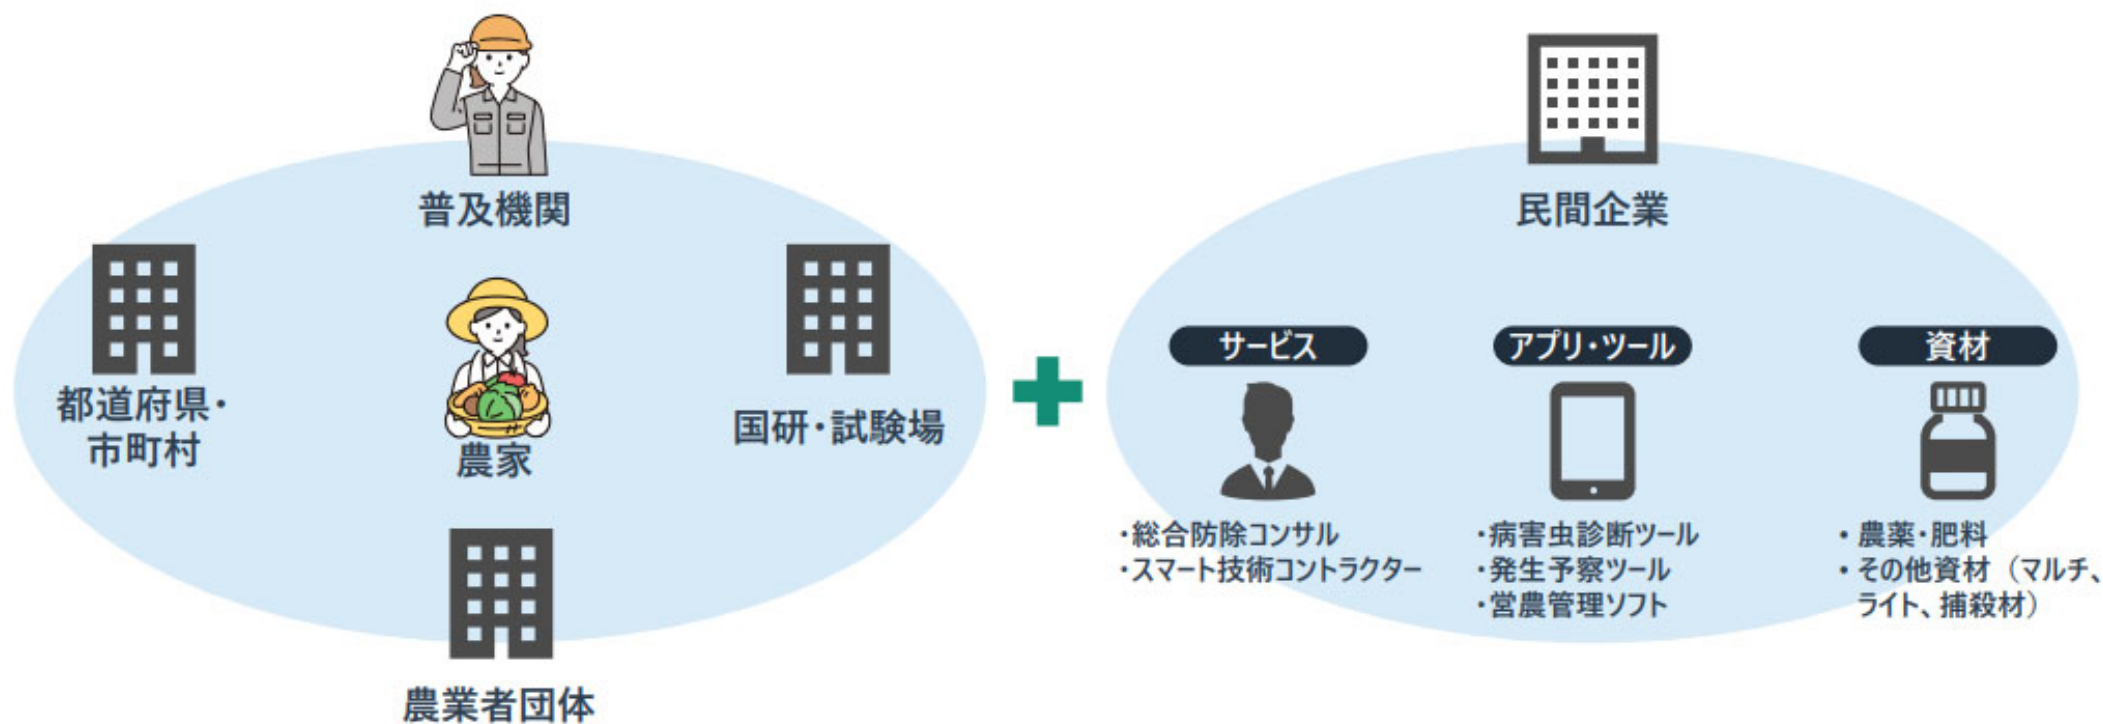 普及機関
都道府県・
市町村
農家
国研・試験場
農業者団体
民間企業
サービス
・総合防除コンサル
・スマート技術コントラクター
アプリ・ツール
・病害虫診断ツール
・発生予察ツール
・営農管理ソフト
資材
・農薬・肥料
・その他資材（マルチ、
ライト、捕殺材）